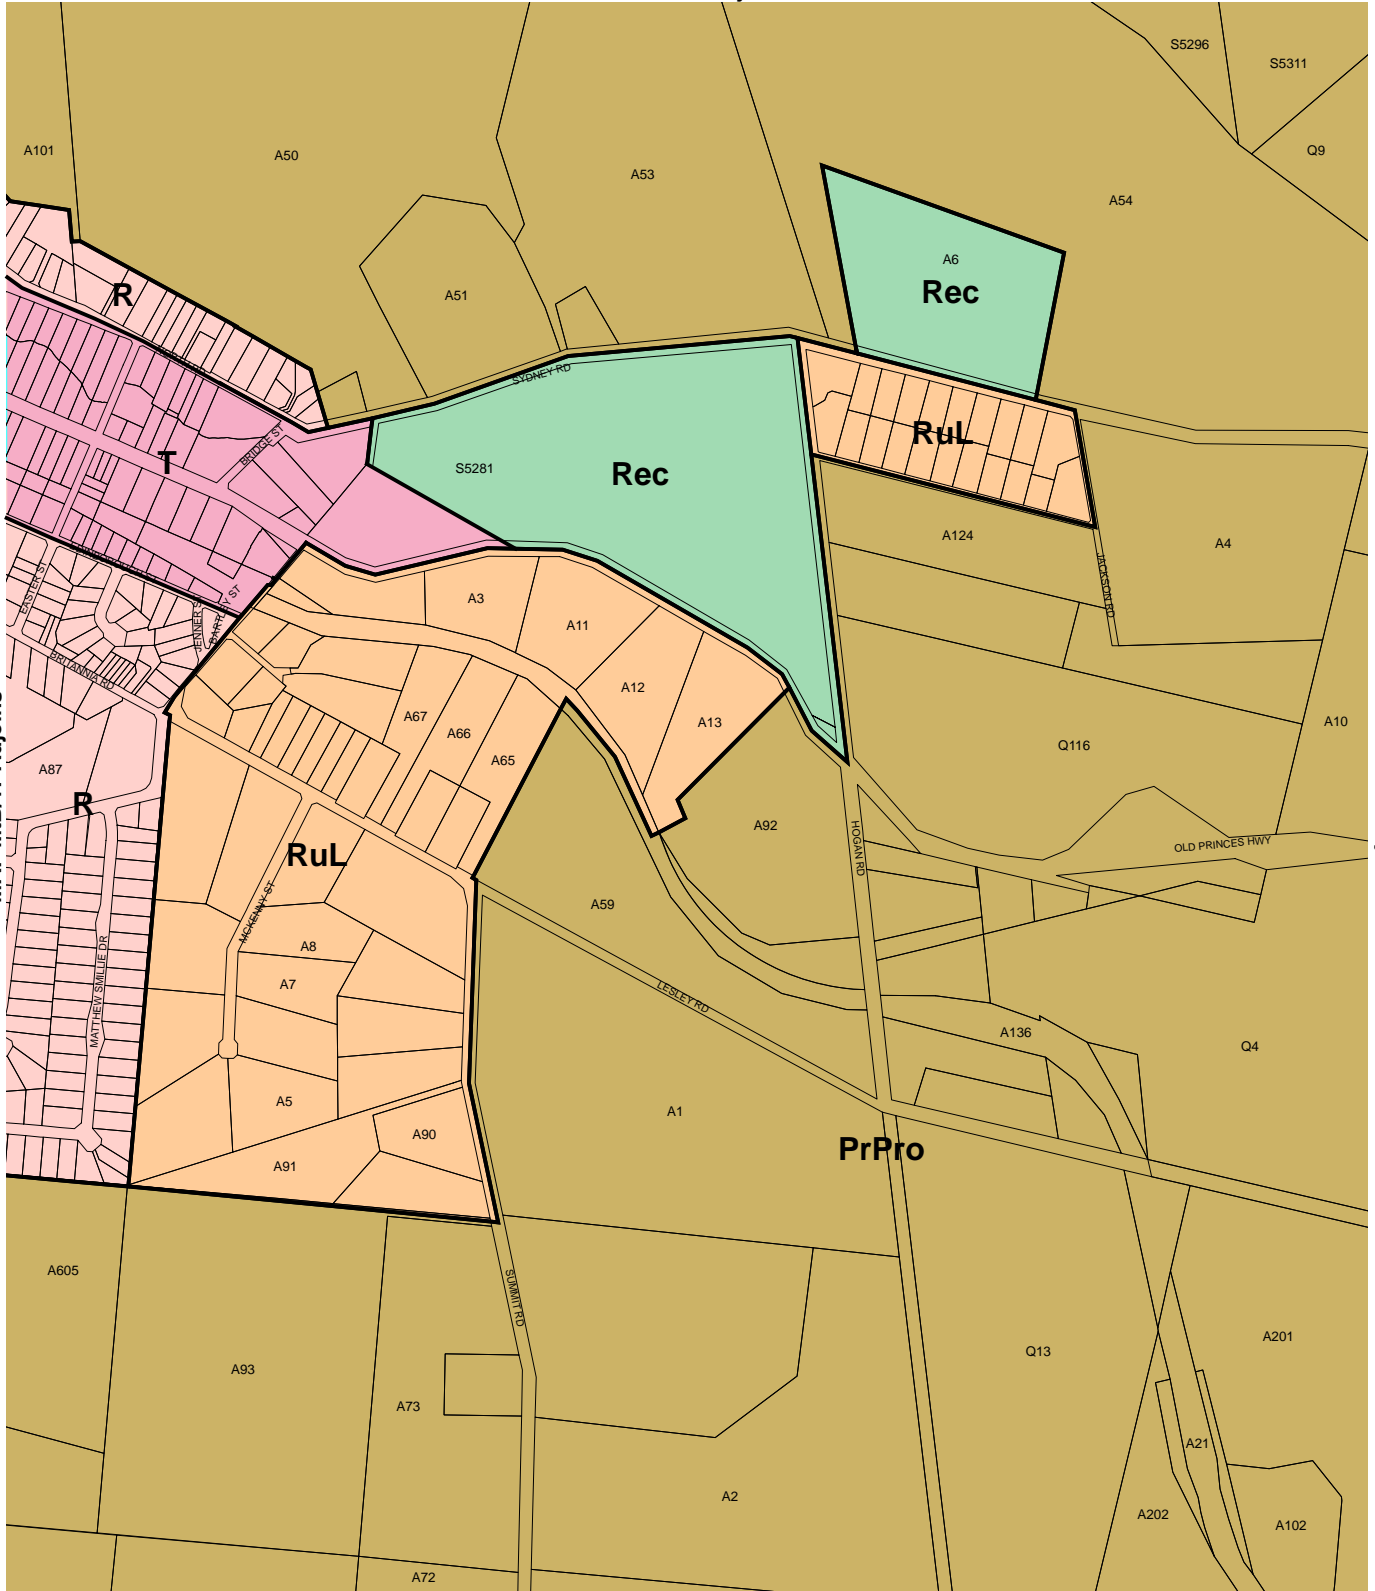 S5296
S5311
A101
A50
Q9
A53
A54
A6
Rec
A51
R
SYDNEY RD
RuL
BRIDGE ST
T
S5281
Rec
A124
A4
EASTER ST
JACKSON RD
A3
JENNER S
BARTLEY ST
A11
BRITANNIA RD
A12
A67
A13
A10
A66
Q116
A65
A87
R
A92
HOGAN RD
OLD PRINCES HWY
RuL
A59
MCKENNY ST
A8
A7
MATTHEW SMILLIE DR
LESLEY RD
A136
Q4
A5
A1
A90
PrPro
A91
A605
SUMMIT RD
A201
Q13
A93
A73
A21
A2
A202
A102
A72